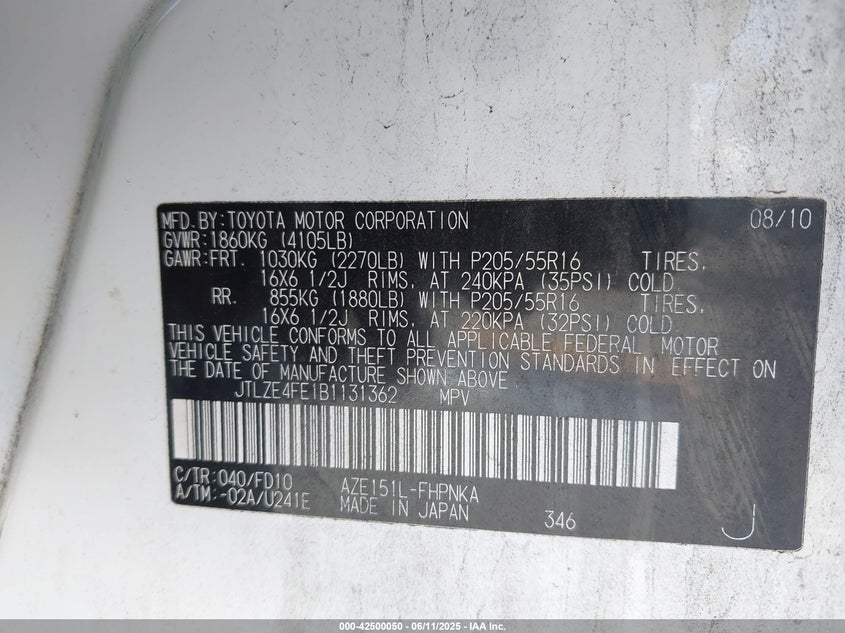 MFD.BY:TOYOTA MOTOR CORPORATION 08/10
GVWR:1860KG (4105LB)
GAWR:FRT. 1030KG (2270LB) WITH P205/55R16 TIRES,
16X6 1/2J RIMS, AT 240KPA (35PSI) COLD
RR. 855KG (1880LB) WITH P205/55R16 TIRES,
16X6 1/2J RIMS, AT 220KPA (32PSI) COLD
THIS VEHICLE CONFORMS TO ALL APPLICABLE FEDERAL MOTOR
VEHICLE SAFETY AND THEFT PREVENTION STANDARDS IN EFFECT ON
THE DATE OF MANUFACTURE SHOWN ABOVE.
JTLZE4FE1B1131362 MPV
C/TR:040/FD10 AZE151L-FHPNKA
A/TM:-02A/U241E MADE IN JAPAN 346 J
000-42500050 - 06/11/2025 - IAA Inc.